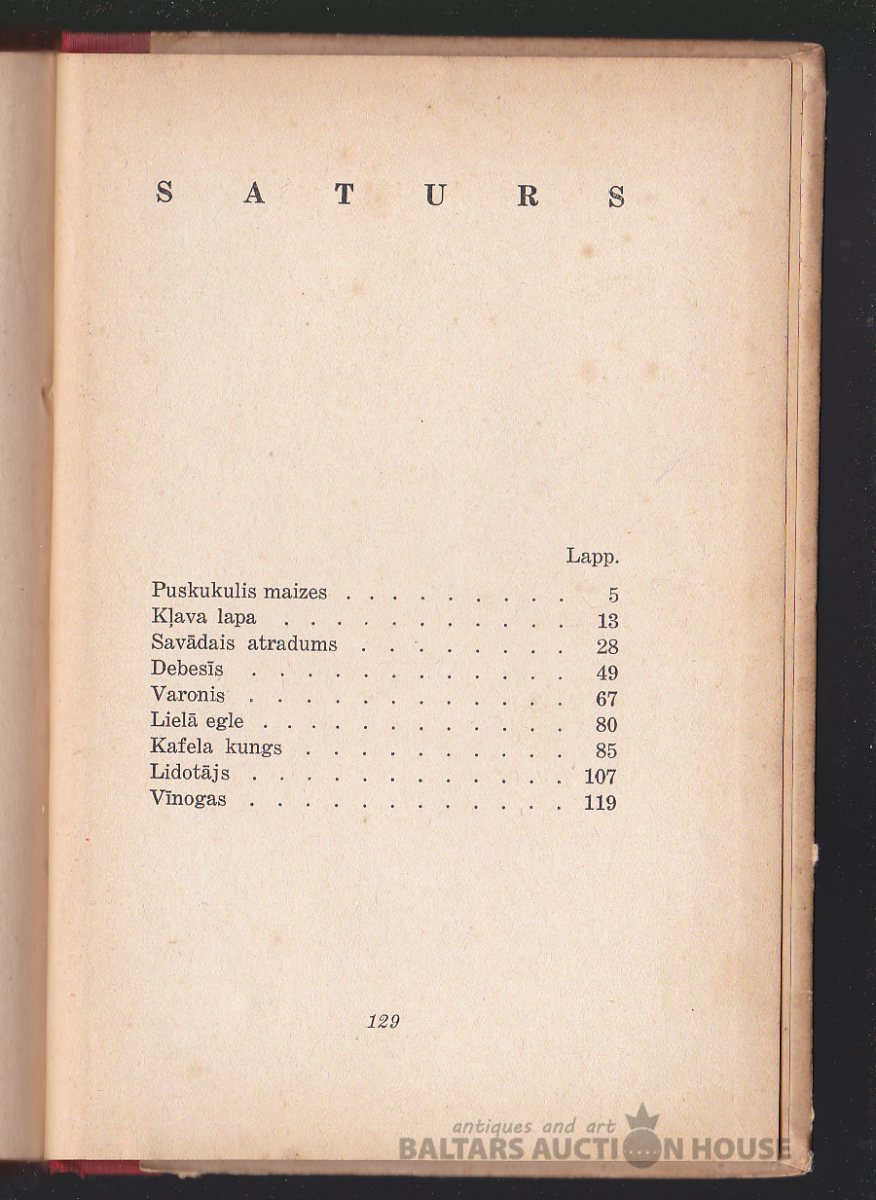 S A T U R S
Lapp.
Puskukulis maizes . . . . . . . . . 5
Kļava lapa . . . . . . . . . . . 13
Savādais atradums . . . . . . . . 28
Debesīs . . . . . . . . . . . . 49
Varonis . . . . . . . . . . . . 67
Lielā egle . . . . . . . . . . . . 80
Kafela kungs . . . . . . . . . . 85
Lidotājs . . . . . . . . . . . . 107
Vīnogas . . . . . . . . . . . . 119
129
antiques and art
BALTARS AUCTION HOUSE